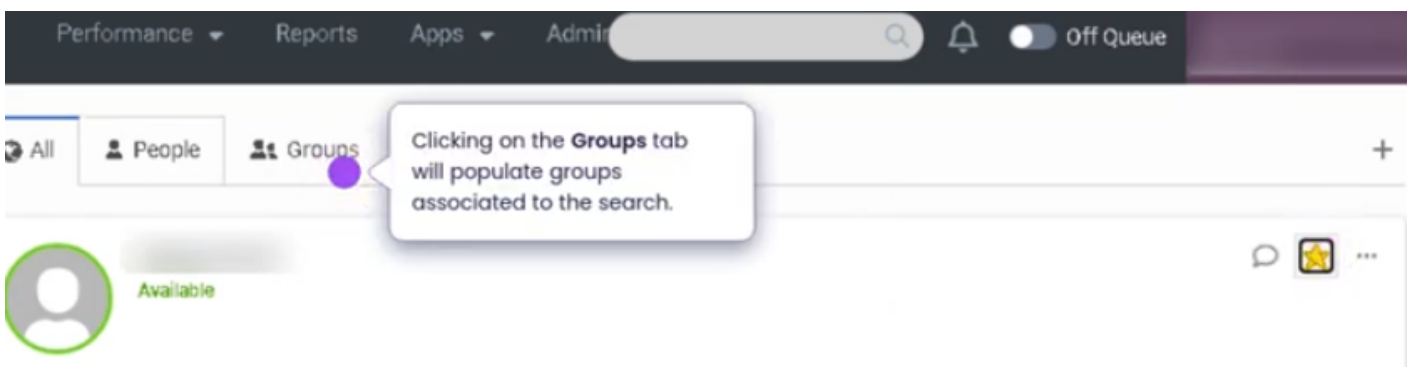 Performance Reports Apps Admin Off Queue
All People Groups
Clicking on the Groups tab
will populate groups
associated to the search.
Available